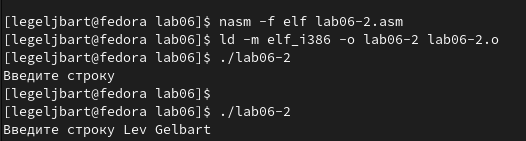 [legeljbart@fedora lab06]$ nasm -f elf lab06-2.asm
[legeljbart@fedora lab06]$ ld -m elf_i386 -o lab06-2 lab06-2.o
[legeljbart@fedora lab06]$ ./lab06-2
Введите строку
[legeljbart@fedora lab06]$
[legeljbart@fedora lab06]$ ./lab06-2
Введите строку Lev Gelbart